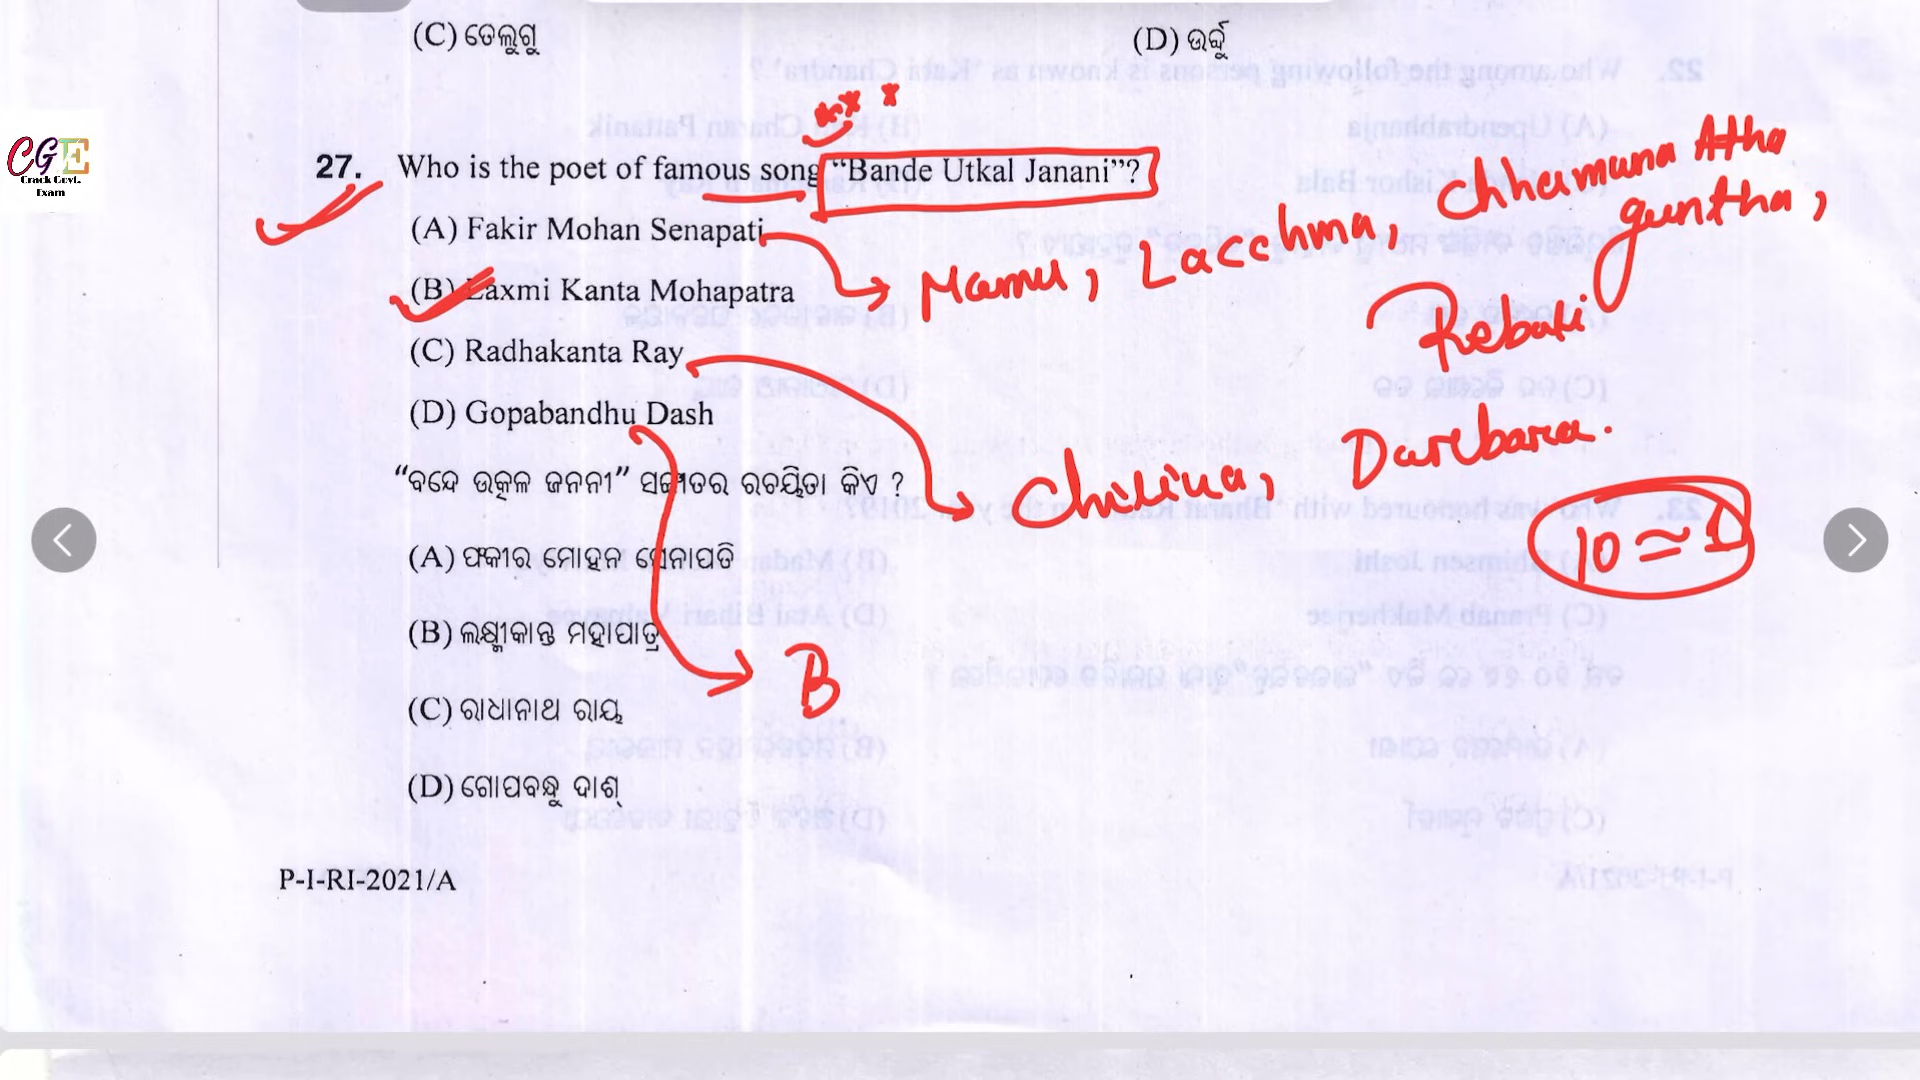 (C) ତେଲୁଗୁ
(D) ଉର୍ଦ୍ଦୁ
CGE
Crack Govt.
Exam
27. Who is the poet of famous song “Bande Utkal Janani”?
(A) Fakir Mohan Senapati
Mamu, Lacchma, Chhamana Atha
guntha,
Rebati
(B) Laxmi Kanta Mohapatra
(C) Radhakanta Ray
Chilika, Darbara.
(D) Gopabandhu Dash
B
10 ≃ 1
“ବନ୍ଦେ ଉତ୍କଳ ଜନନୀ” ସଙ୍ଗୀତର ରଚୟିତା କିଏ ?
(A) ଫକୀର ମୋହନ ସେନାପତି
(B) ଲକ୍ଷ୍ମୀକାନ୍ତ ମହାପାତ୍ର
(C) ରାଧାନାଥ ରାୟ
(D) ଗୋପବନ୍ଧୁ ଦାଶ୍
P-I-RI-2021/A